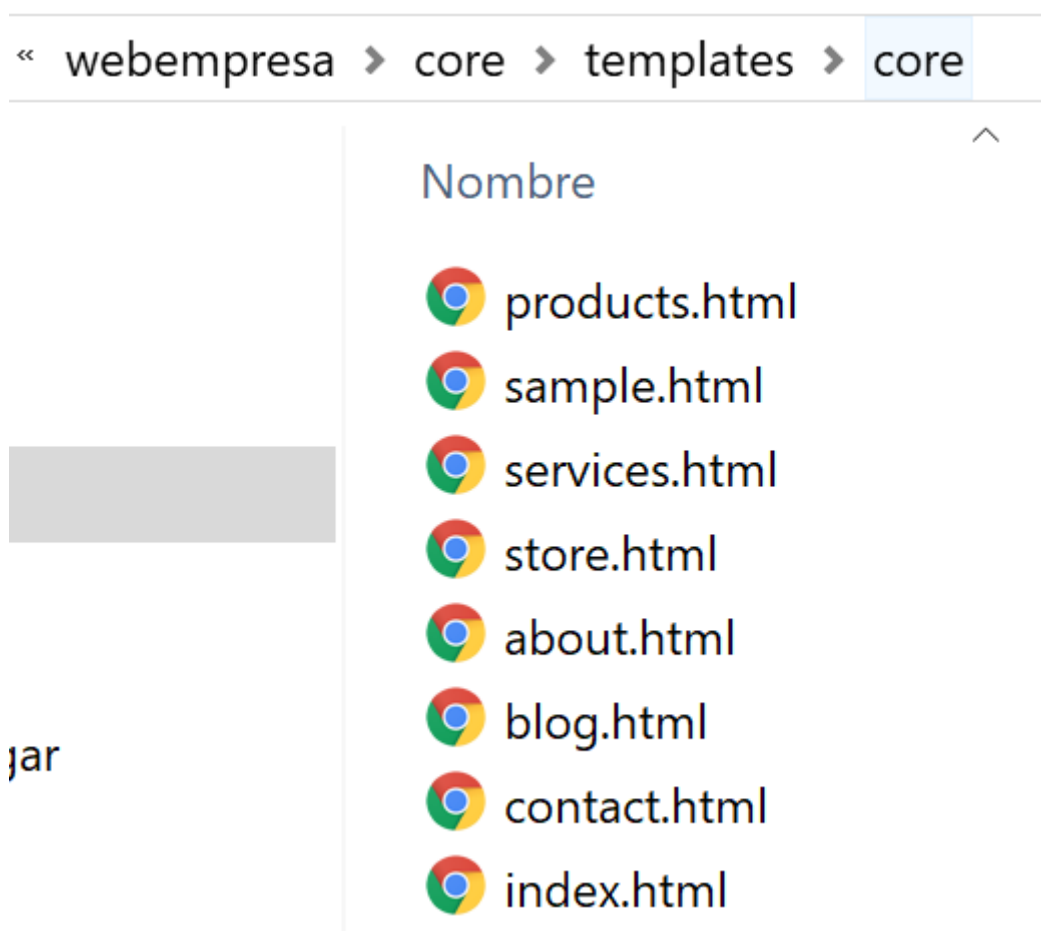 « webempresa > core > templates > core
Nombre
products.html
sample.html
services.html
store.html
about.html
blog.html
gar
contact.html
index.html